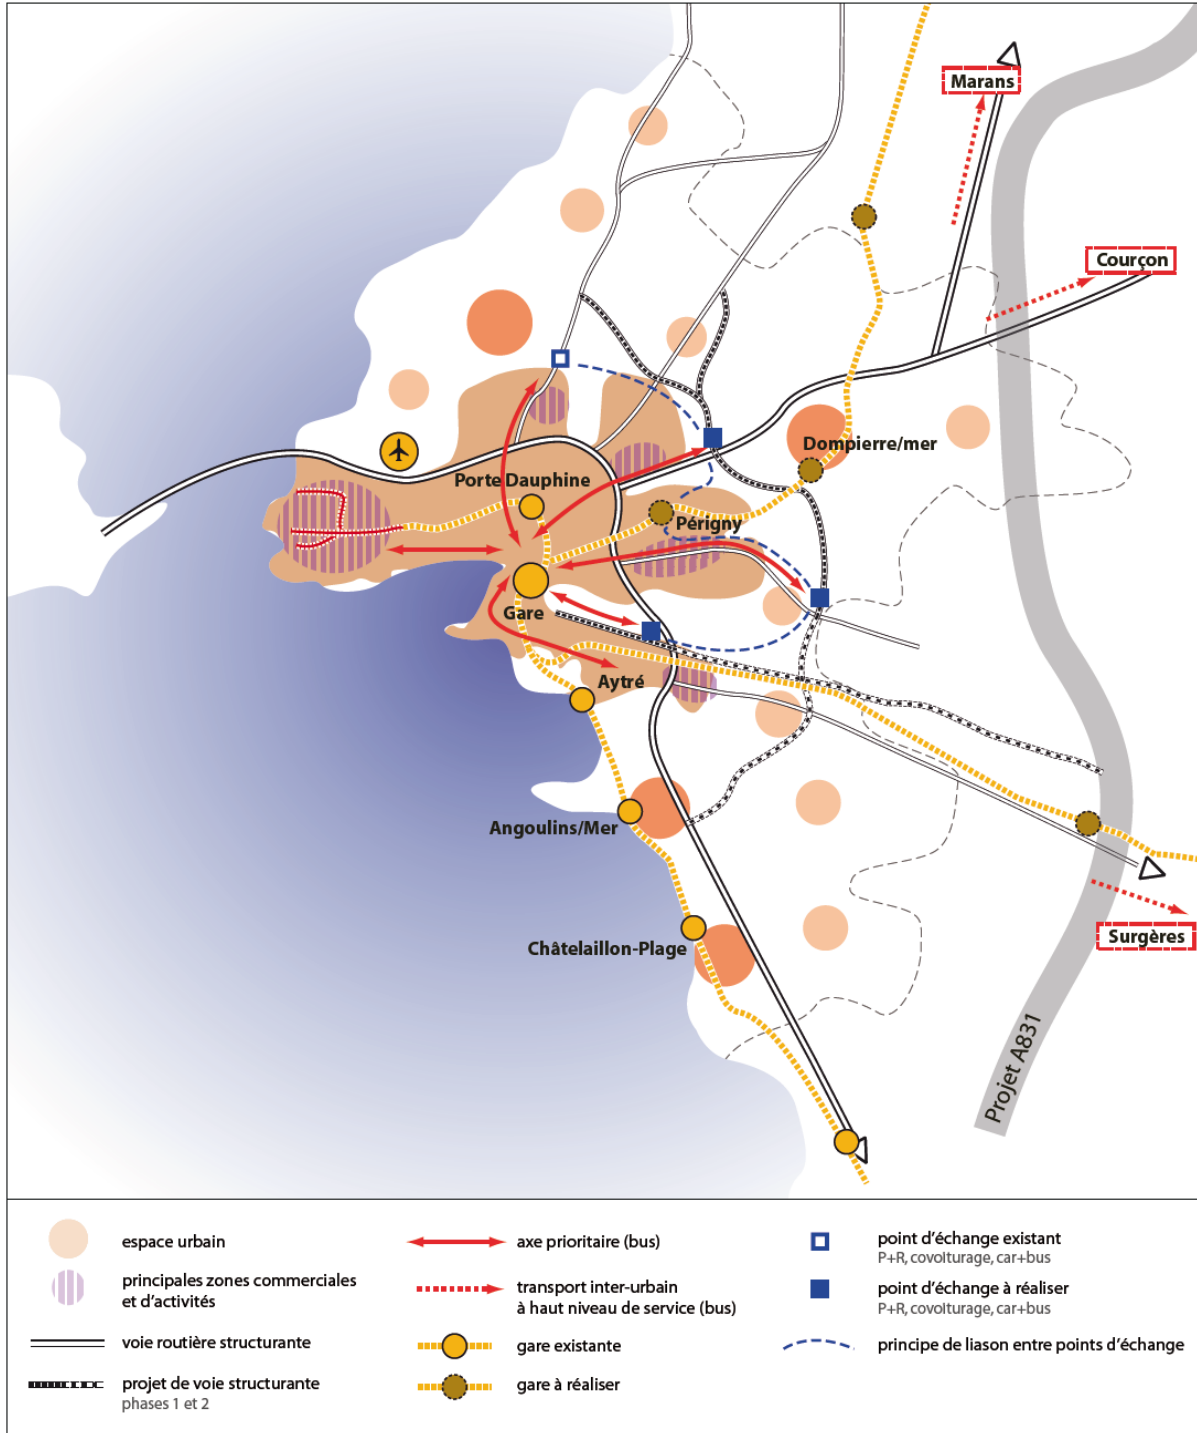 Marans
Courçon
Dompierre/mer
Porte Dauphine
Périgny
Gare
Aytré
Angoulins/Mer
Châtelaillon-Plage
Surgères
Projet A831
espace urbain
principales zones commerciales
et d'activités
voie routière structurante
projet de voie structurante
phases 1 et 2
axe prioritaire (bus)
transport inter-urbain
à haut niveau de service (bus)
gare existante
gare à réaliser
point d'échange existant
P+R, covoiturage, car+bus
point d'échange à réaliser
P+R, covoiturage, car+bus
principe de liason entre points d'échange